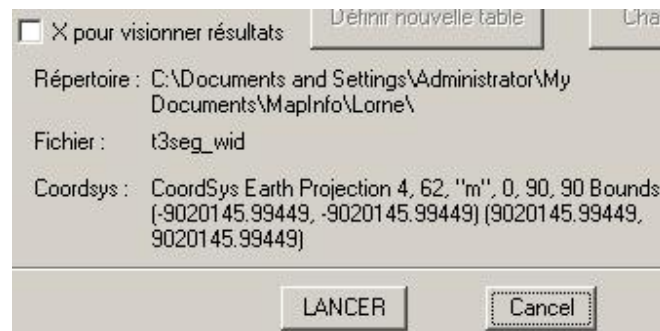 X pour visionner résultats
Définir nouvelle table
Répertoire : C:\Documents and Settings\Administrator\My
Documents\MapInfo\Lorne\
Fichier : t3seg_wid
Coordsys : CoordSys Earth Projection 4, 62, "m", 0, 90, 90 Bounds
(-9020145.99449, -9020145.99449) (9020145.99449,
9020145.99449)
LANCER
Cancel